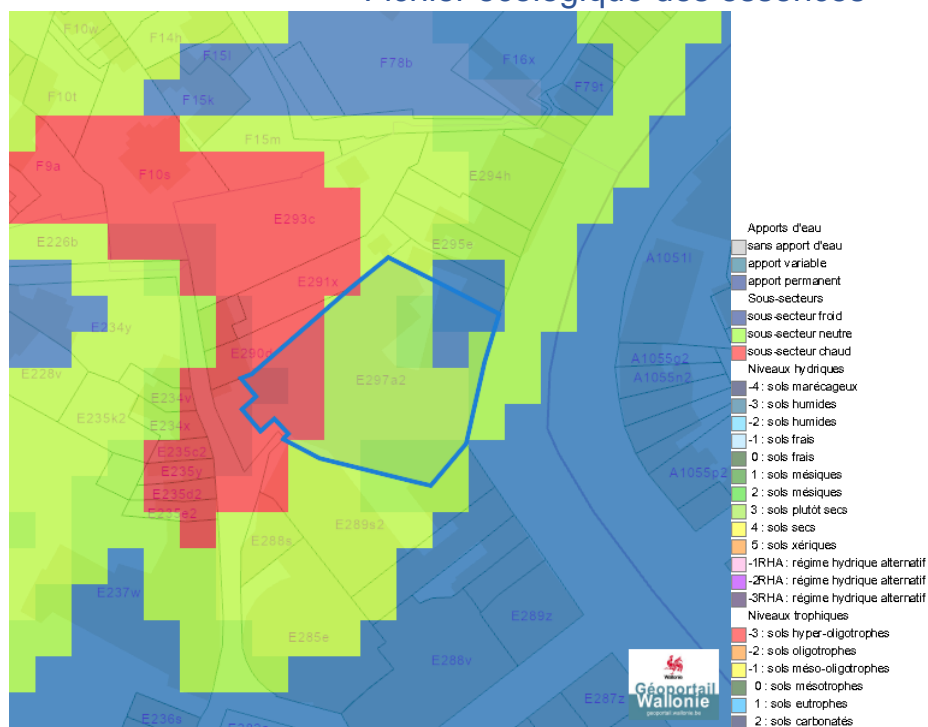 Fichier écologique des essences
F10w
F14h
F15l
F78b
F16x
F79t
F10t
F15k
F15m
F9a
F10s
E294h
E293c
E226b
E295e
A1051l
E291x
E234y
E290d
A1055g2
E228v
E297a2
A1055n2
E234v
E235k2
E234x
E235c2
E235y
A1055p2
E235d2
E235e2
E289s2
E288s
E237w
E289z
E285e
E288v
E287z
E236s
Wallonie
Géoportail
Wallonie
geoportail.wallonie.be
Apports d'eau
sans apport d'eau
apport variable
apport permanent
Sous-secteurs
sous-secteur froid
sous-secteur neutre
sous-secteur chaud
Niveaux hydriques
-4 : sols marécageux
-3 : sols humides
-2 : sols humides
-1 : sols frais
0 : sols frais
1 : sols mésiques
2 : sols mésiques
3 : sols plutôt secs
4 : sols secs
5 : sols xériques
-1RHA : régime hydrique alternatif
-2RHA : régime hydrique alternatif
-3RHA : régime hydrique alternatif
Niveaux trophiques
-3 : sols hyper-oligotrophes
-2 : sols oligotrophes
-1 : sols méso-oligotrophes
0 : sols mésotrophes
1 : sols eutrophes
2 : sols carbonatés